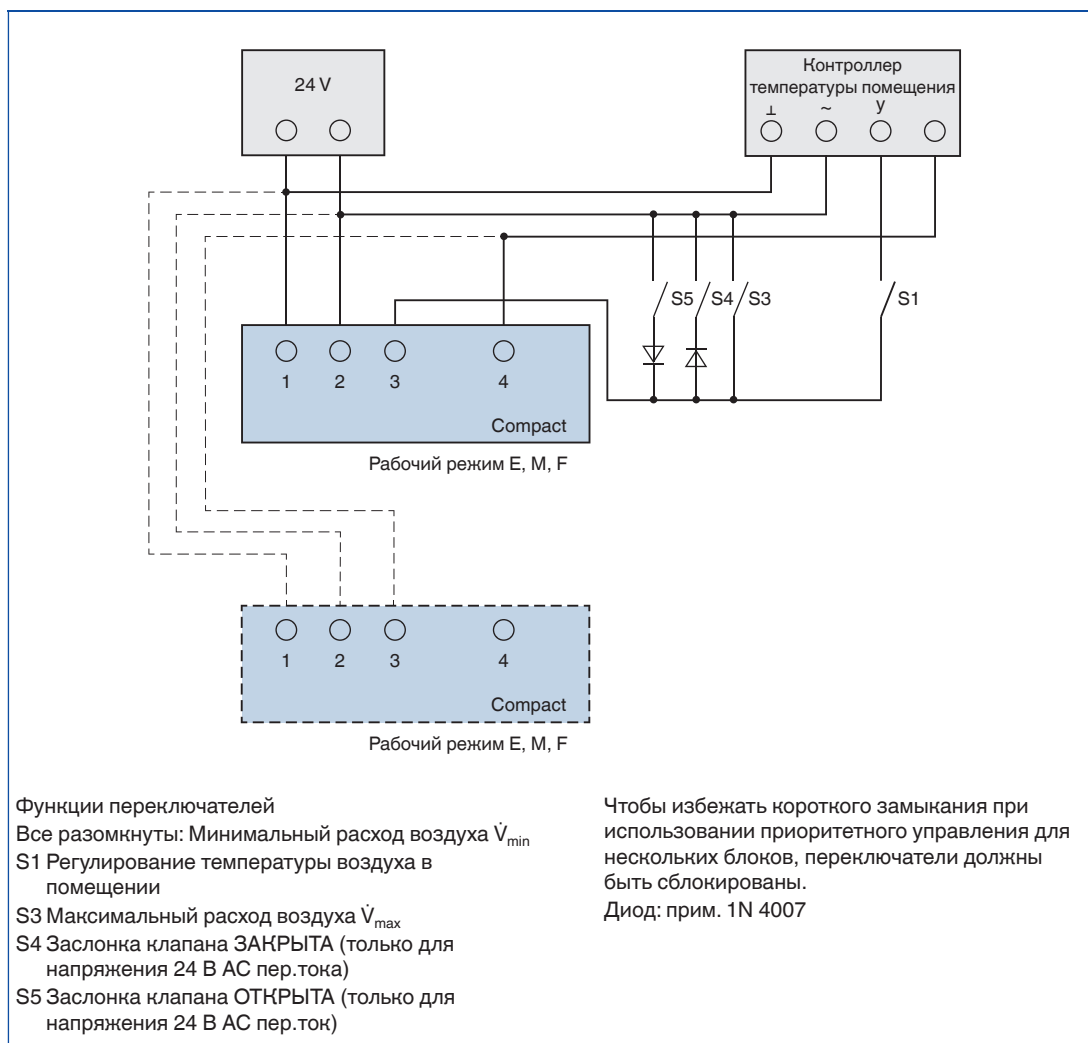 24 V
Контроллер
температуры помещения
⊥ ~ y
S5 S4 S3 S1
1 2 3 4
Compact
Рабочий режим E, M, F
1 2 3 4
Compact
Рабочий режим E, M, F
Функции переключателей
Все разомкнуты: Минимальный расход воздуха V̇min
S1 Регулирование температуры воздуха в
помещении
S3 Максимальный расход воздуха V̇max
S4 Заслонка клапана ЗАКРЫТА (только для
напряжения 24 В АС пер.тока)
S5 Заслонка клапана ОТКРЫТА (только для
напряжения 24 В АС пер.ток)
Чтобы избежать короткого замыкания при
использовании приоритетного управления для
нескольких блоков, переключатели должны
быть сблокированы.
Диод: прим. 1N 4007